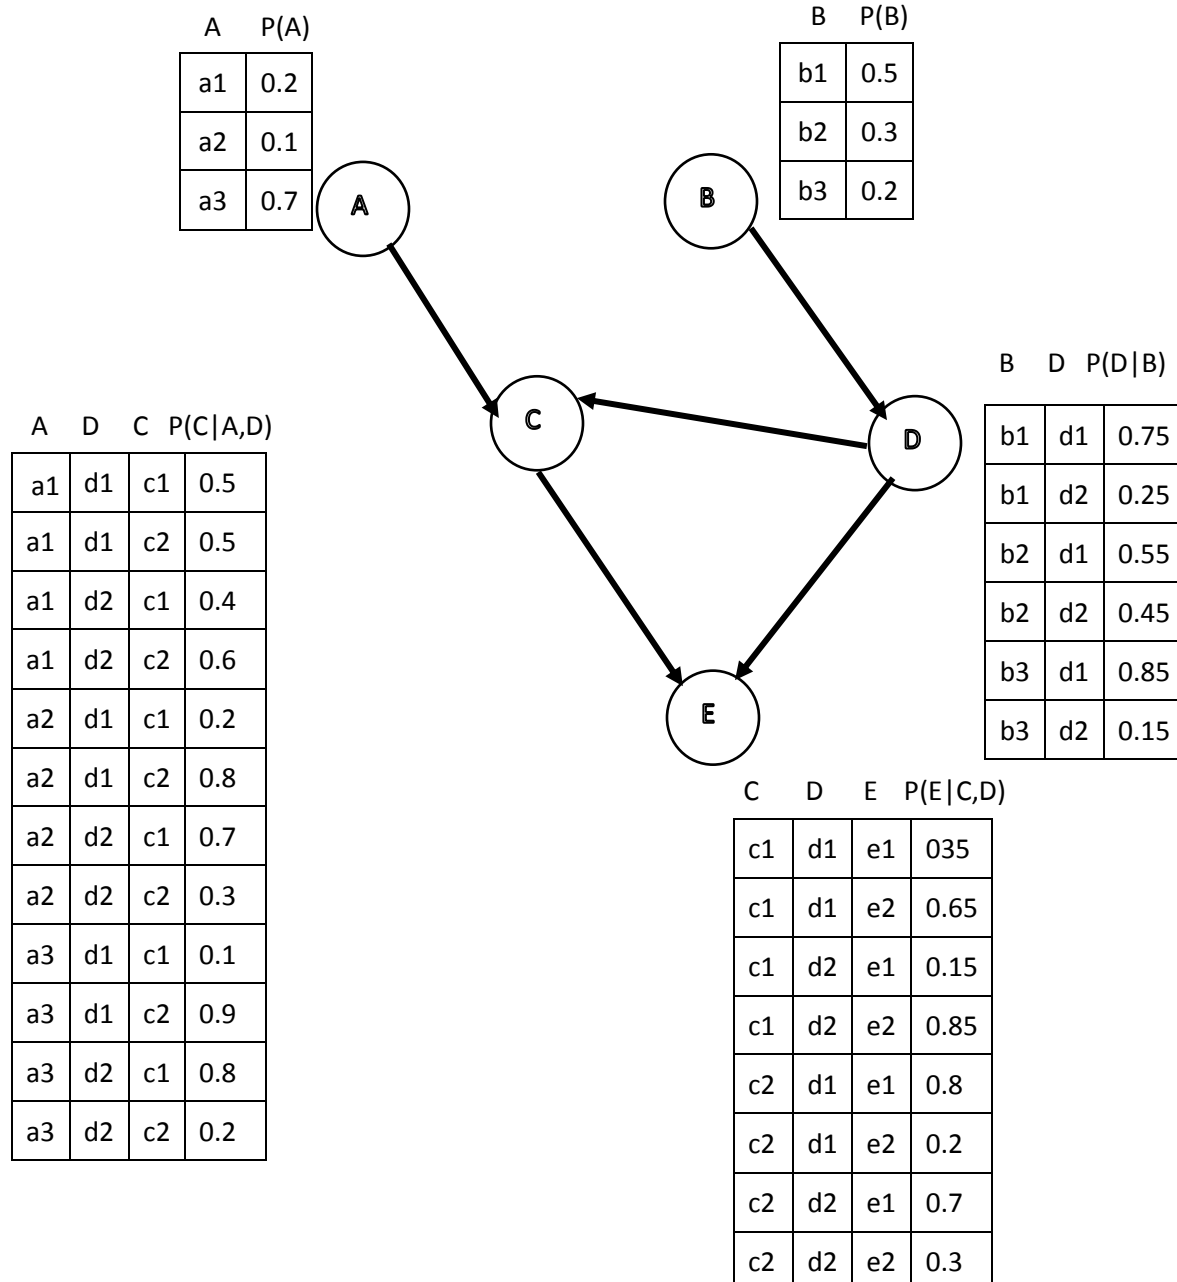 A P(A)
a1 0.2
a2 0.1
a3 0.7
B P(B)
b1 0.5
b2 0.3
b3 0.2
A
B
C
D
E
B D P(D|B)
b1 d1 0.75
b1 d2 0.25
b2 d1 0.55
b2 d2 0.45
b3 d1 0.85
b3 d2 0.15
A D C P(C|A,D)
a1 d1 c1 0.5
a1 d1 c2 0.5
a1 d2 c1 0.4
a1 d2 c2 0.6
a2 d1 c1 0.2
a2 d1 c2 0.8
a2 d2 c1 0.7
a2 d2 c2 0.3
a3 d1 c1 0.1
a3 d1 c2 0.9
a3 d2 c1 0.8
a3 d2 c2 0.2
C D E P(E|C,D)
c1 d1 e1 035
c1 d1 e2 0.65
c1 d2 e1 0.15
c1 d2 e2 0.85
c2 d1 e1 0.8
c2 d1 e2 0.2
c2 d2 e1 0.7
c2 d2 e2 0.3